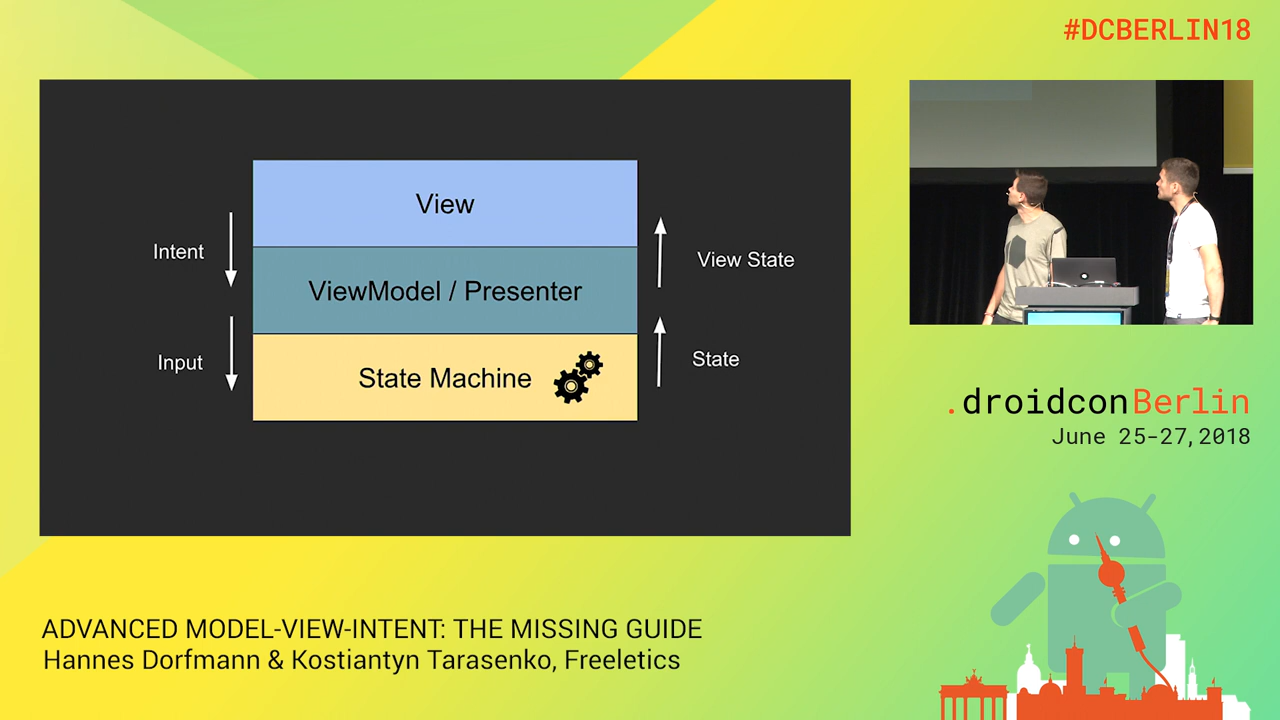 #DCBERLIN18
View
Intent
ViewModel / Presenter
View State
Input
State Machine
State
.droidconBerlin
June 25-27,2018
ADVANCED MODEL-VIEW-INTENT: THE MISSING GUIDE
Hannes Dorfmann & Kostiantyn Tarasenko, Freeletics